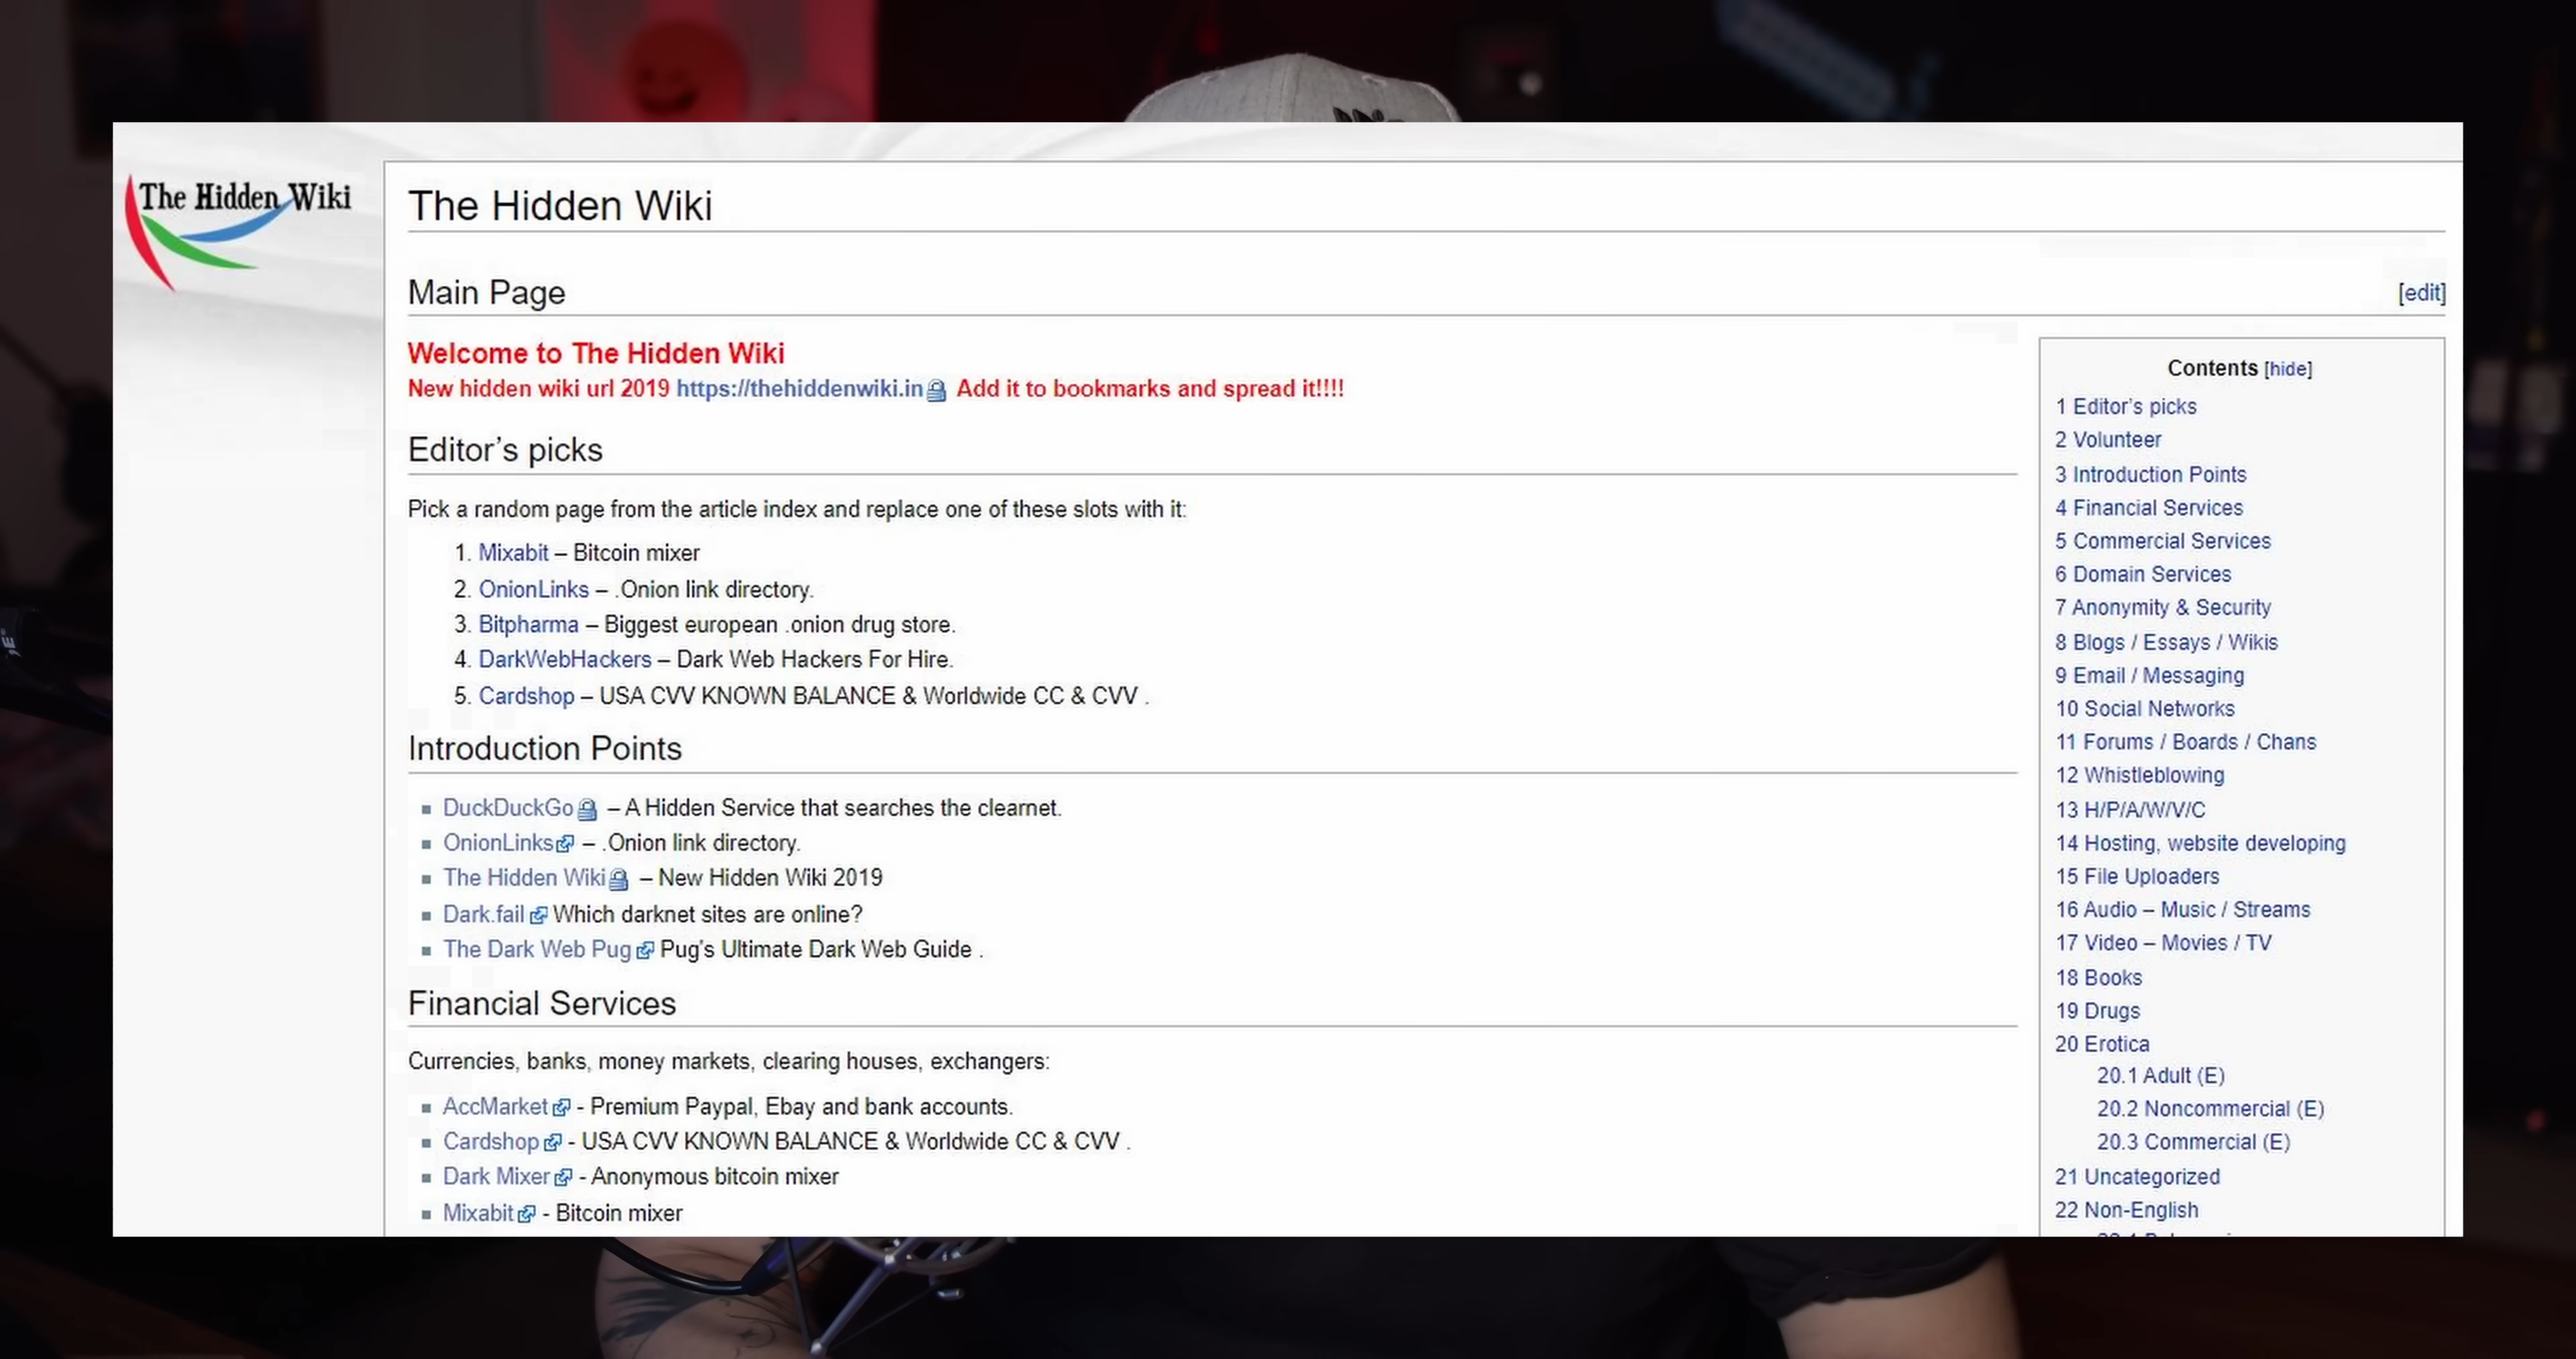 The Hidden Wiki
The Hidden Wiki
Main Page
[edit]
Welcome to The Hidden Wiki
New hidden wiki url 2019 https://thehiddenwiki.in Add it to bookmarks and spread it!!!!
Editor's picks
Pick a random page from the article index and replace one of these slots with it:
1. Mixabit – Bitcoin mixer
2. OnionLinks – .Onion link directory.
3. Bitpharma – Biggest european .onion drug store.
4. DarkWebHackers – Dark Web Hackers For Hire.
5. Cardshop – USA CVV KNOWN BALANCE & Worldwide CC & CVV .
Introduction Points
DuckDuckGo – A Hidden Service that searches the clearnet.
OnionLinks – .Onion link directory.
The Hidden Wiki – New Hidden Wiki 2019
Dark.fail Which darknet sites are online?
The Dark Web Pug Pug's Ultimate Dark Web Guide .
Financial Services
Currencies, banks, money markets, clearing houses, exchangers:
AccMarket - Premium Paypal, Ebay and bank accounts.
Cardshop - USA CVV KNOWN BALANCE & Worldwide CC & CVV .
Dark Mixer - Anonymous bitcoin mixer
Mixabit - Bitcoin mixer
Contents [hide]
1 Editor's picks
2 Volunteer
3 Introduction Points
4 Financial Services
5 Commercial Services
6 Domain Services
7 Anonymity & Security
8 Blogs / Essays / Wikis
9 Email / Messaging
10 Social Networks
11 Forums / Boards / Chans
12 Whistleblowing
13 H/P/A/W/V/C
14 Hosting, website developing
15 File Uploaders
16 Audio – Music / Streams
17 Video – Movies / TV
18 Books
19 Drugs
20 Erotica
20.1 Adult (E)
20.2 Noncommercial (E)
20.3 Commercial (E)
21 Uncategorized
22 Non-English